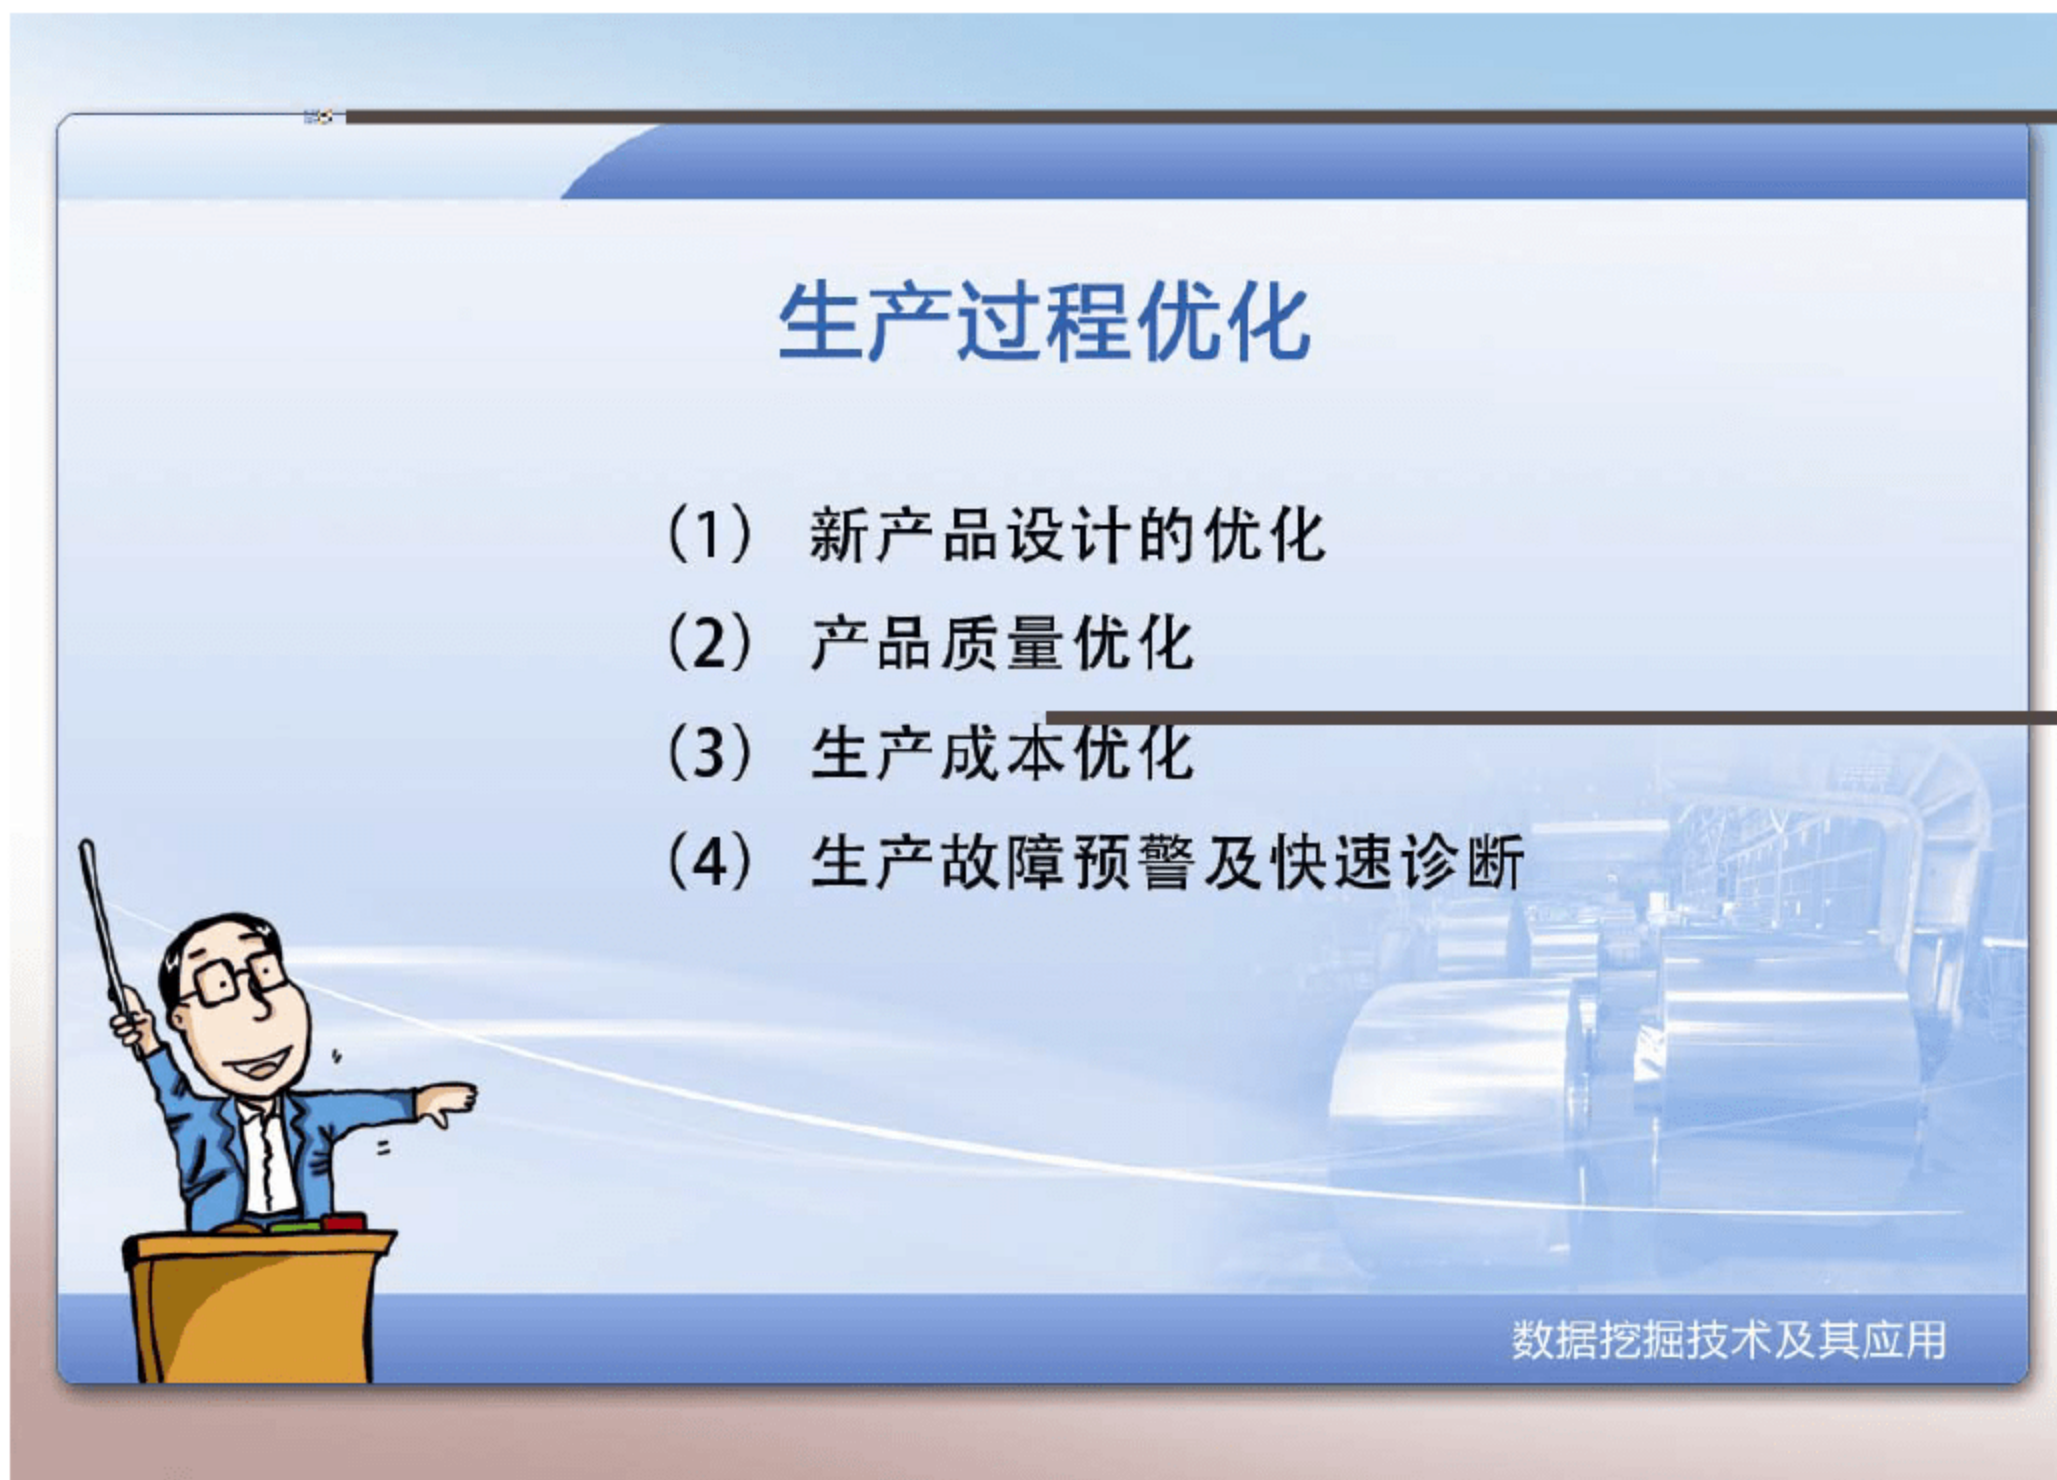 生产过程优化
（1） 新产品设计的优化
（2） 产品质量优化
（3） 生产成本优化
（4） 生产故障预警及快速诊断
数据挖掘技术及其应用